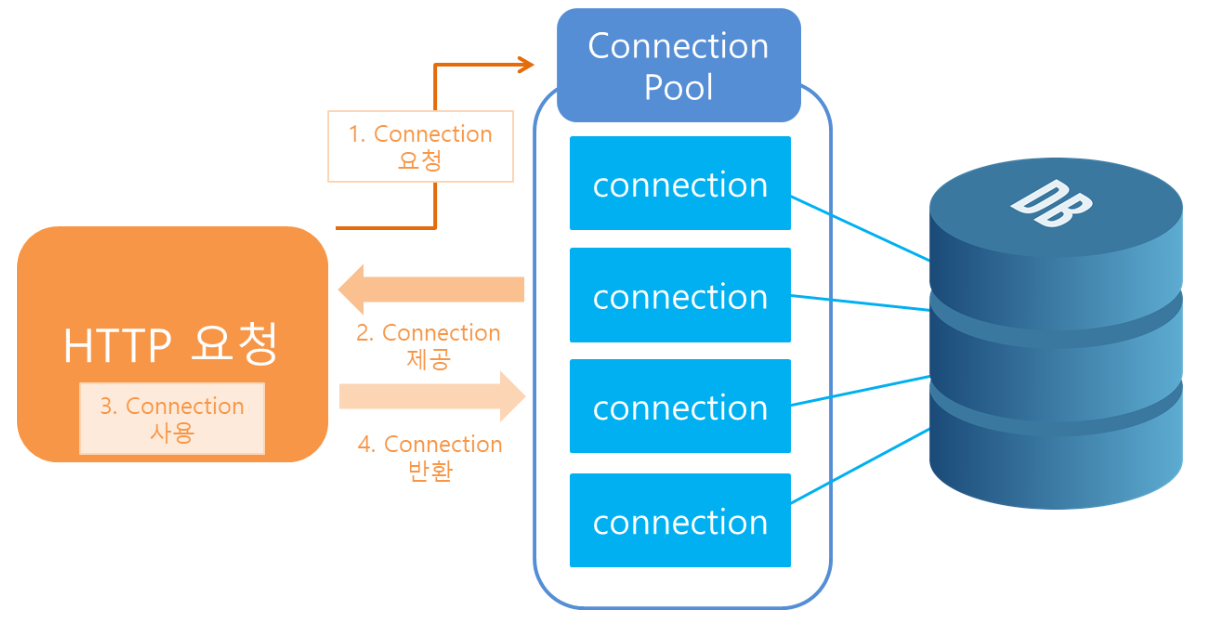 Connection
Pool
1. Connection
요청
connection
DB
connection
HTTP 요청
2. Connection
제공
3. Connection
사용
connection
4. Connection
반환
connection